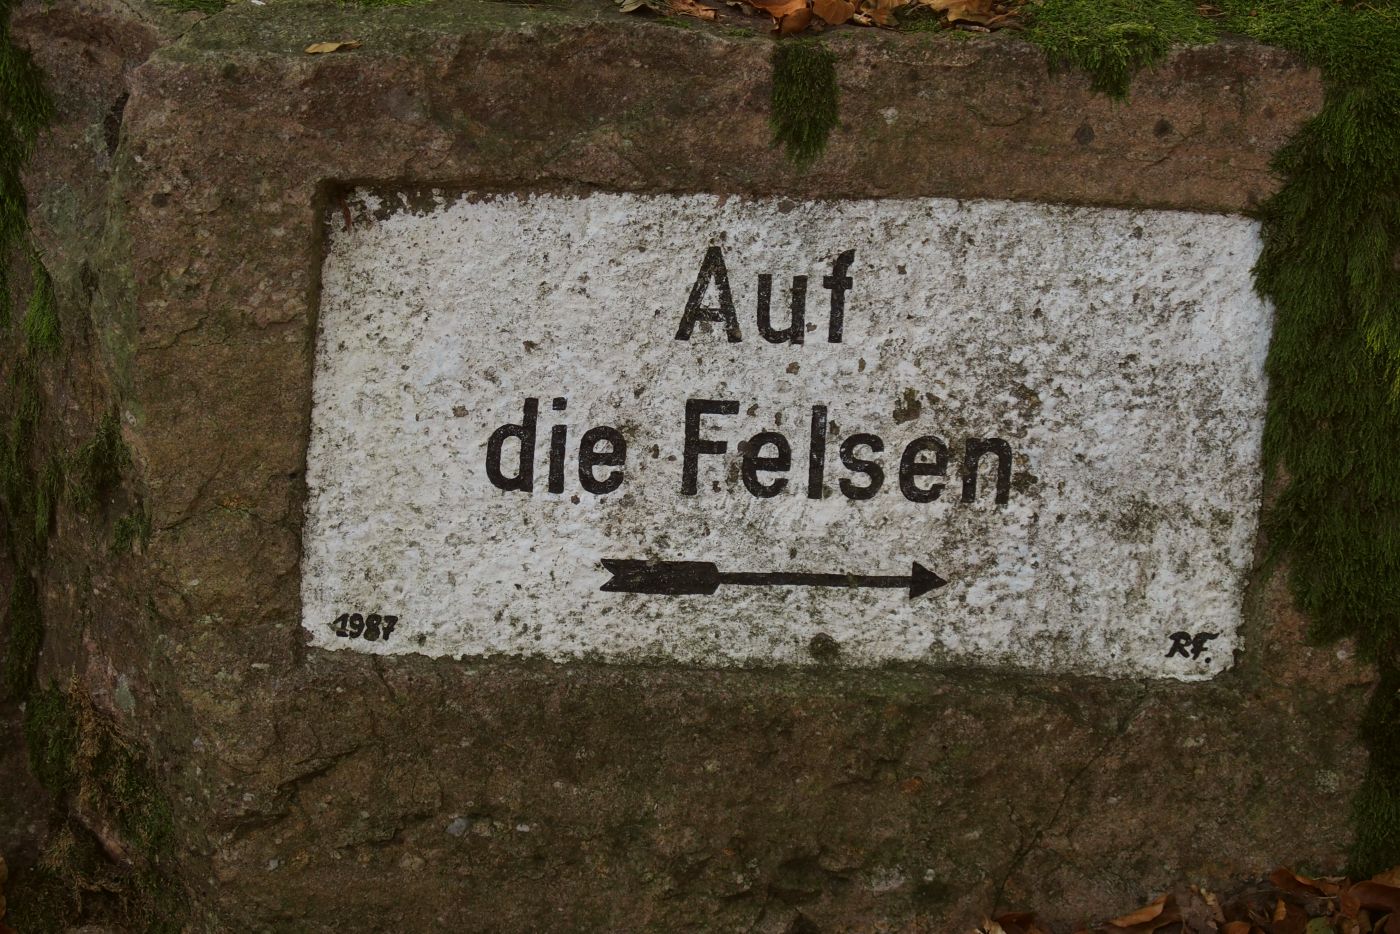 Auf
die Felsen
1987
RF.